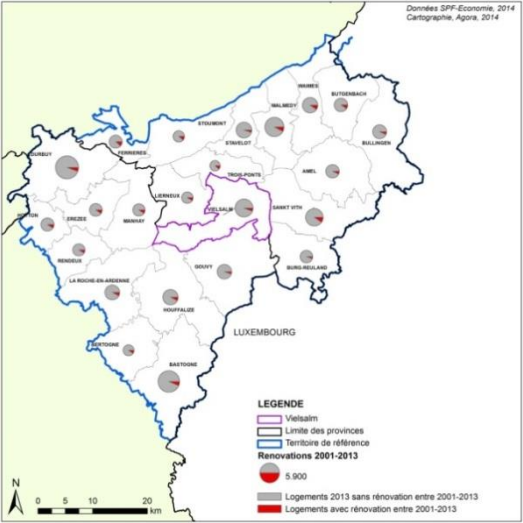 Données SPF-Economie, 2014
Cartographie, Agora, 2014
WAIMES
BUTGENBACH
MALMEDY
STOUMONT
STAVELOT
BULLINGEN
FERRIERES
DURBUY
TROIS-PONTS
AMEL
LIERNEUX
VIELSALM
SANKT VITH
HOTTON
EREZEE
MANHAY
RENDEUX
GOUVY
BURG-REULAND
LA ROCHE-EN-ARDENNE
HOUFFALIZE
LUXEMBOURG
BERTOGNE
BASTOGNE
LEGENDE
Vielsalm
Limite des provinces
Territoire de référence
Renovations 2001-2013
5.900
Logements 2013 sans rénovation entre 2001-2013
Logements avec rénovation entre 2001-2013
N
0 5 10 20
km